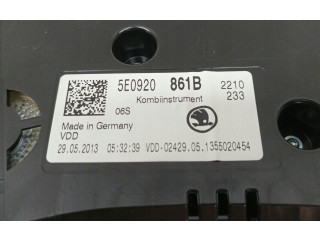 5E0920 861B 2210
06S Kombiinstrument 233
Made in Germany
VDD
29.05.2013 05:32:39 VDD-02429.05.1355020454